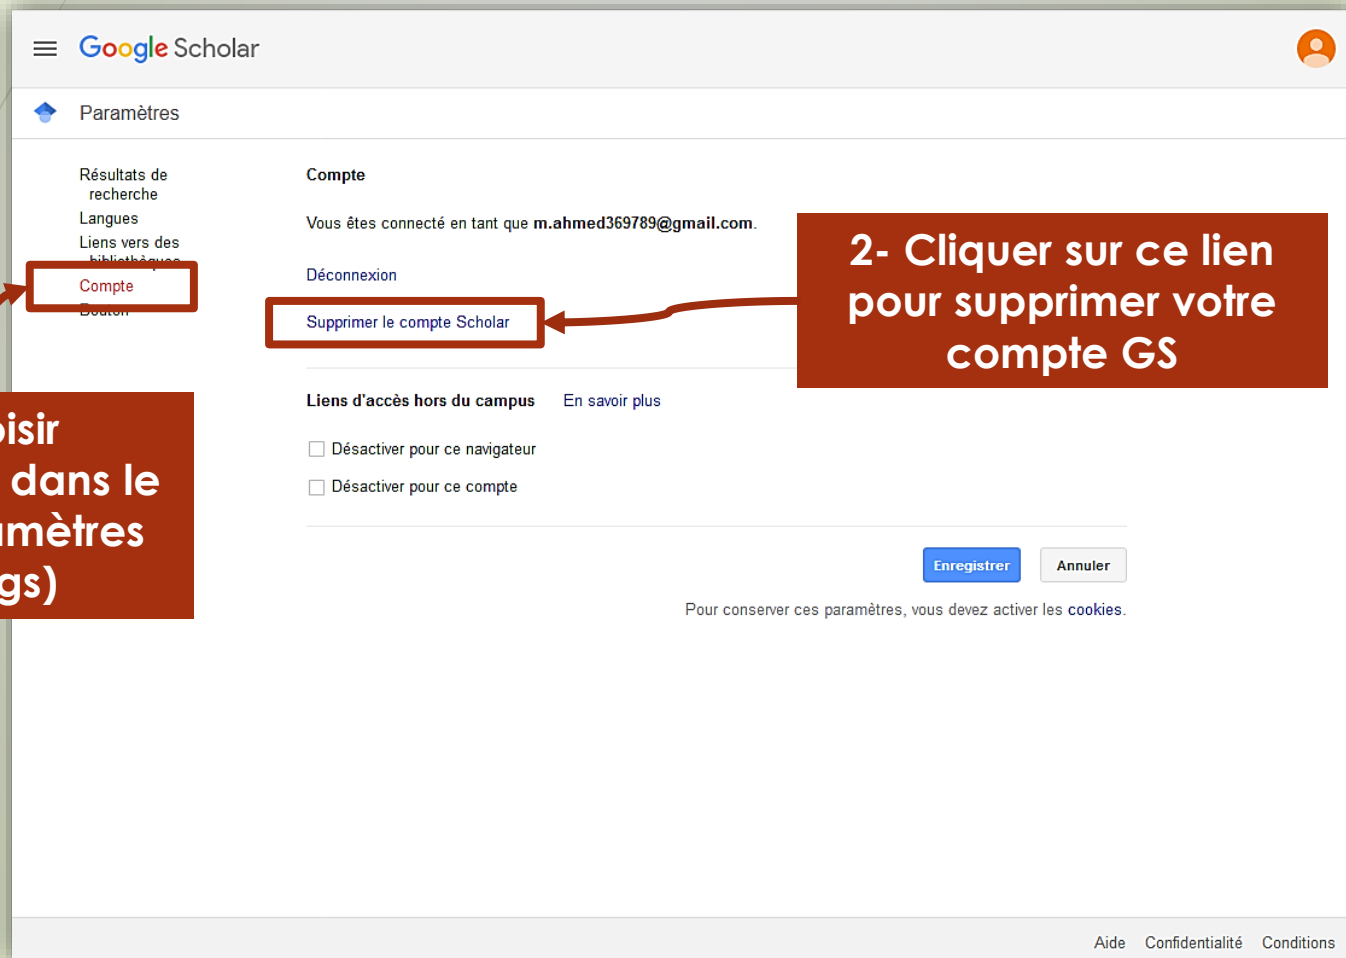 Google Scholar
Paramètres
Résultats de
recherche
Langues
Liens vers des
bibliothèques
Compte
Bouton
Compte
Vous êtes connecté en tant que m.ahmed369789@gmail.com.
Déconnexion
Supprimer le compte Scholar
2- Cliquer sur ce lien
pour supprimer votre
compte GS
Liens d'accès hors du campus En savoir plus
Désactiver pour ce navigateur
Désactiver pour ce compte
dans le
Enregistrer Annuler
Pour conserver ces paramètres, vous devez activer les cookies.
Aide Confidentialité Conditions